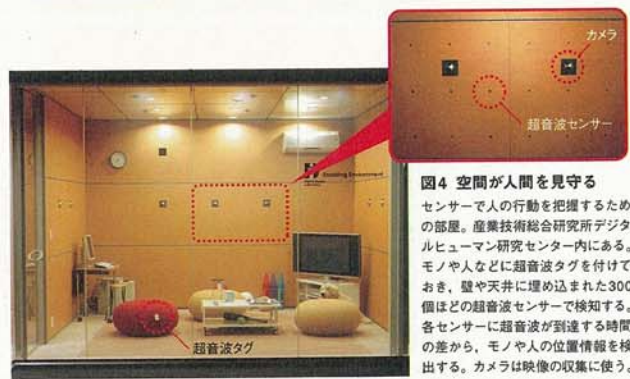 カメラ
超音波センサー
Enabling Environment
超音波タグ
図4 空間が人間を見守る
センサーで人の行動を把握するため
の部屋。産業技術総合研究所デジタ
ルヒューマン研究センター内にある。
モノや人などに超音波タグを付けて
おき，壁や天井に埋め込まれた300
個ほどの超音波センサーで検知する。
各センサーに超音波が到達する時間
の差から，モノや人の位置情報を検
出する。カメラは映像の収集に使う。